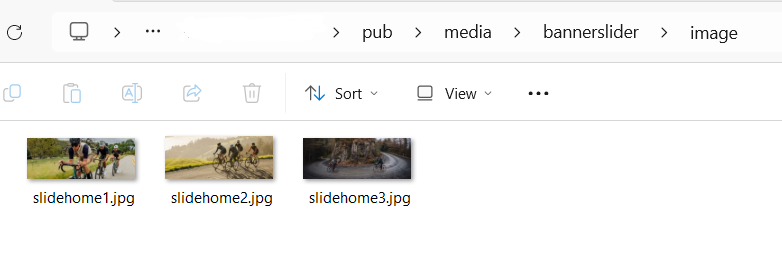 ... pub media bannerslider image
Sort View ...
slidehome1.jpg slidehome2.jpg slidehome3.jpg